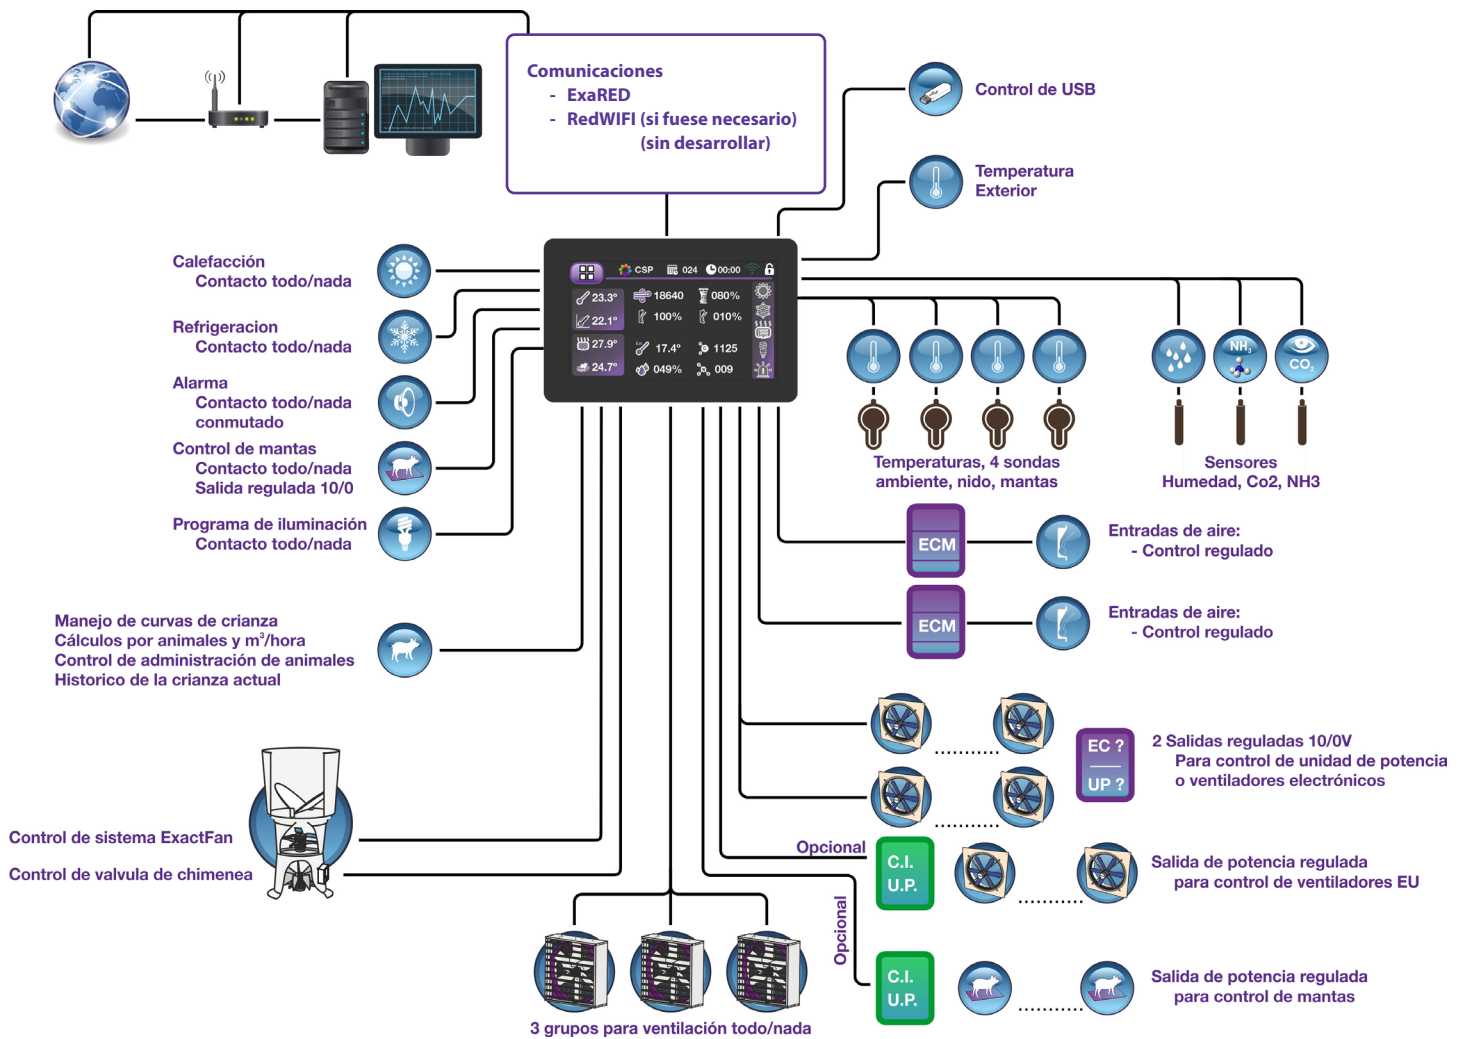 Comunicaciones
- ExaRED
- RedWIFI (si fuese necesario)
(sin desarrollar)
Control de USB
Temperatura
Exterior
Calefacción
Contacto todo/nada
Refrigeracion
Contacto todo/nada
Alarma
Contacto todo/nada
conmutado
Control de mantas
Contacto todo/nada
Salida regulada 10/0
Programa de iluminación
Contacto todo/nada
CSP 024 00:00
23.3º 18640 080%
22.1º 100% 010%
27.9º 17.4º 1125
24.7º 049% 009
NH3
CO2
Temperaturas, 4 sondas
ambiente, nido, mantas
Sensores
Humedad, Co2, NH3
ECM
Entradas de aire:
- Control regulado
ECM
Entradas de aire:
- Control regulado
Manejo de curvas de crianza
Cálculos por animales y m³/hora
Control de administración de animales
Historico de la crianza actual
EC ?
UP ?
2 Salidas reguladas 10/0V
Para control de unidad de potencia
o ventiladores electrónicos
Control de sistema ExactFan
Control de valvula de chimenea
Opcional
C.I.
U.P.
Salida de potencia regulada
para control de ventiladores EU
Opcional
C.I.
U.P.
Salida de potencia regulada
para control de mantas
3 grupos para ventilación todo/nada